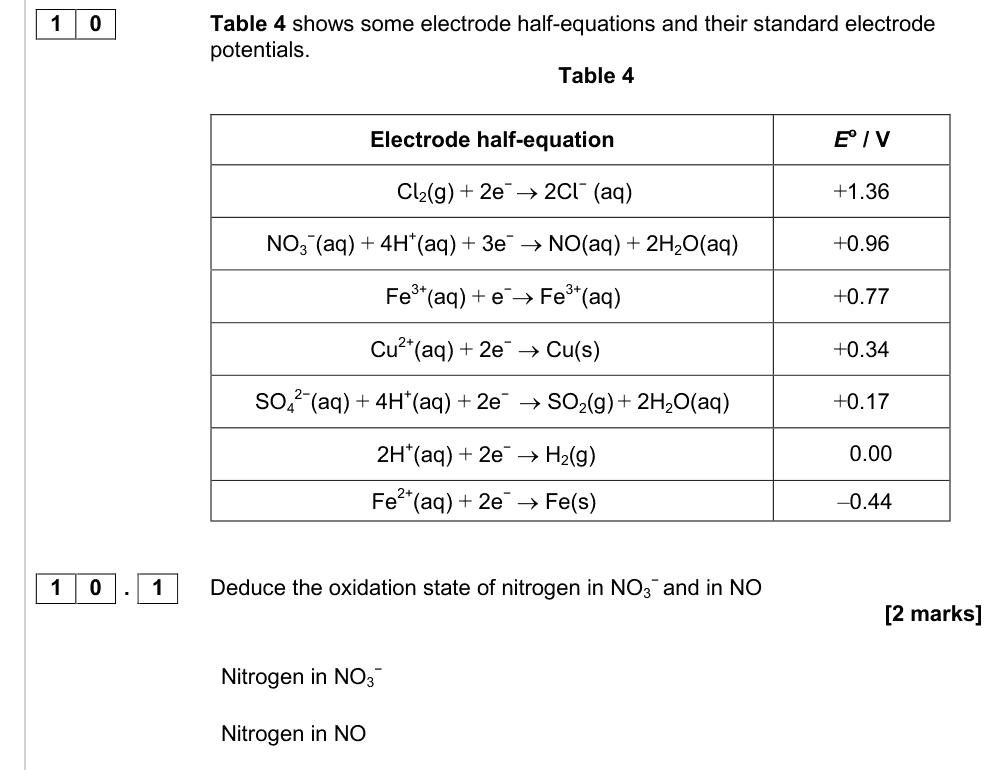 1 0 Table 4 shows some electrode half-equations and their standard electrode
potentials.
Table 4
Electrode half-equation E° / V
Cl₂(g) + 2e⁻ → 2Cl⁻ (aq) +1.36
NO₃⁻(aq) + 4H⁺(aq) + 3e⁻ → NO(aq) + 2H₂O(aq) +0.96
Fe³⁺(aq) + e⁻→ Fe³⁺(aq) +0.77
Cu²⁺(aq) + 2e⁻ → Cu(s) +0.34
SO₄²⁻(aq) + 4H⁺(aq) + 2e⁻ → SO₂(g) + 2H₂O(aq) +0.17
2H⁺(aq) + 2e⁻ → H₂(g) 0.00
Fe²⁺(aq) + 2e⁻ → Fe(s) –0.44
1 0 . 1 Deduce the oxidation state of nitrogen in NO₃⁻ and in NO
[2 marks]
Nitrogen in NO₃⁻
Nitrogen in NO